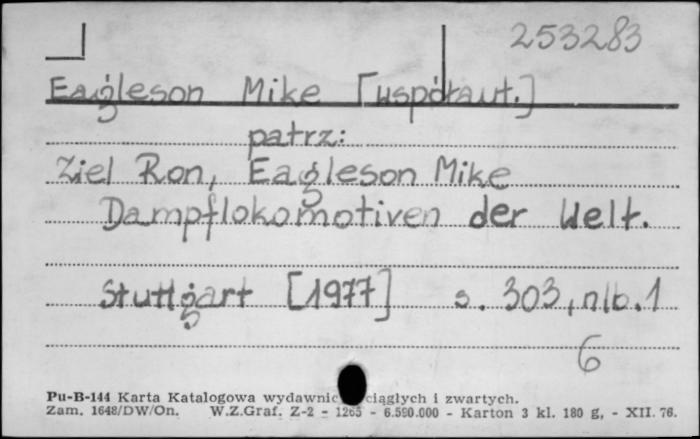 253283
Eagleson Mike [współaut.]
patrz:
Ziel Ron, Eagleson Mike
Dampflokomotiven der Welt.
Stuttgart [1977] s. 303, nlb. 1
6
Pu-B-144 Karta Katalogowa wydawnic ciągłych i zwartych.
Zam. 1648/DW/On. W.Z.Graf. Z-2 - 1265 - 6.590.000 - Karton 3 kl. 180 g, - XII. 76.